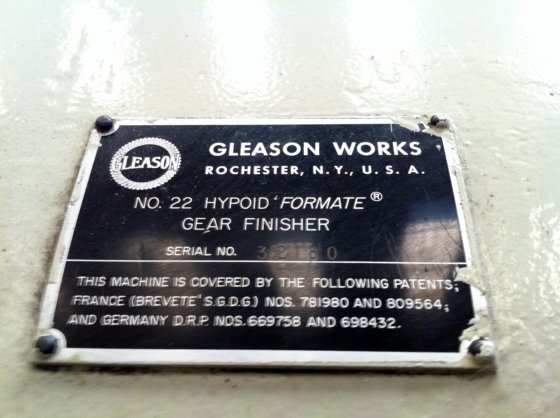 GLEASON
GLEASON WORKS
ROCHESTER, N.Y., U.S.A.
NO. 22 HYPOID 'FORMATE'®
GEAR FINISHER
SERIAL NO.
THIS MACHINE IS COVERED BY THE FOLLOWING PATENTS;
FRANCE (BREVETE' S.G.D.G.) NOS. 781980 AND 809564,
AND GERMANY D.R.P. NOS. 669758 AND 698432.